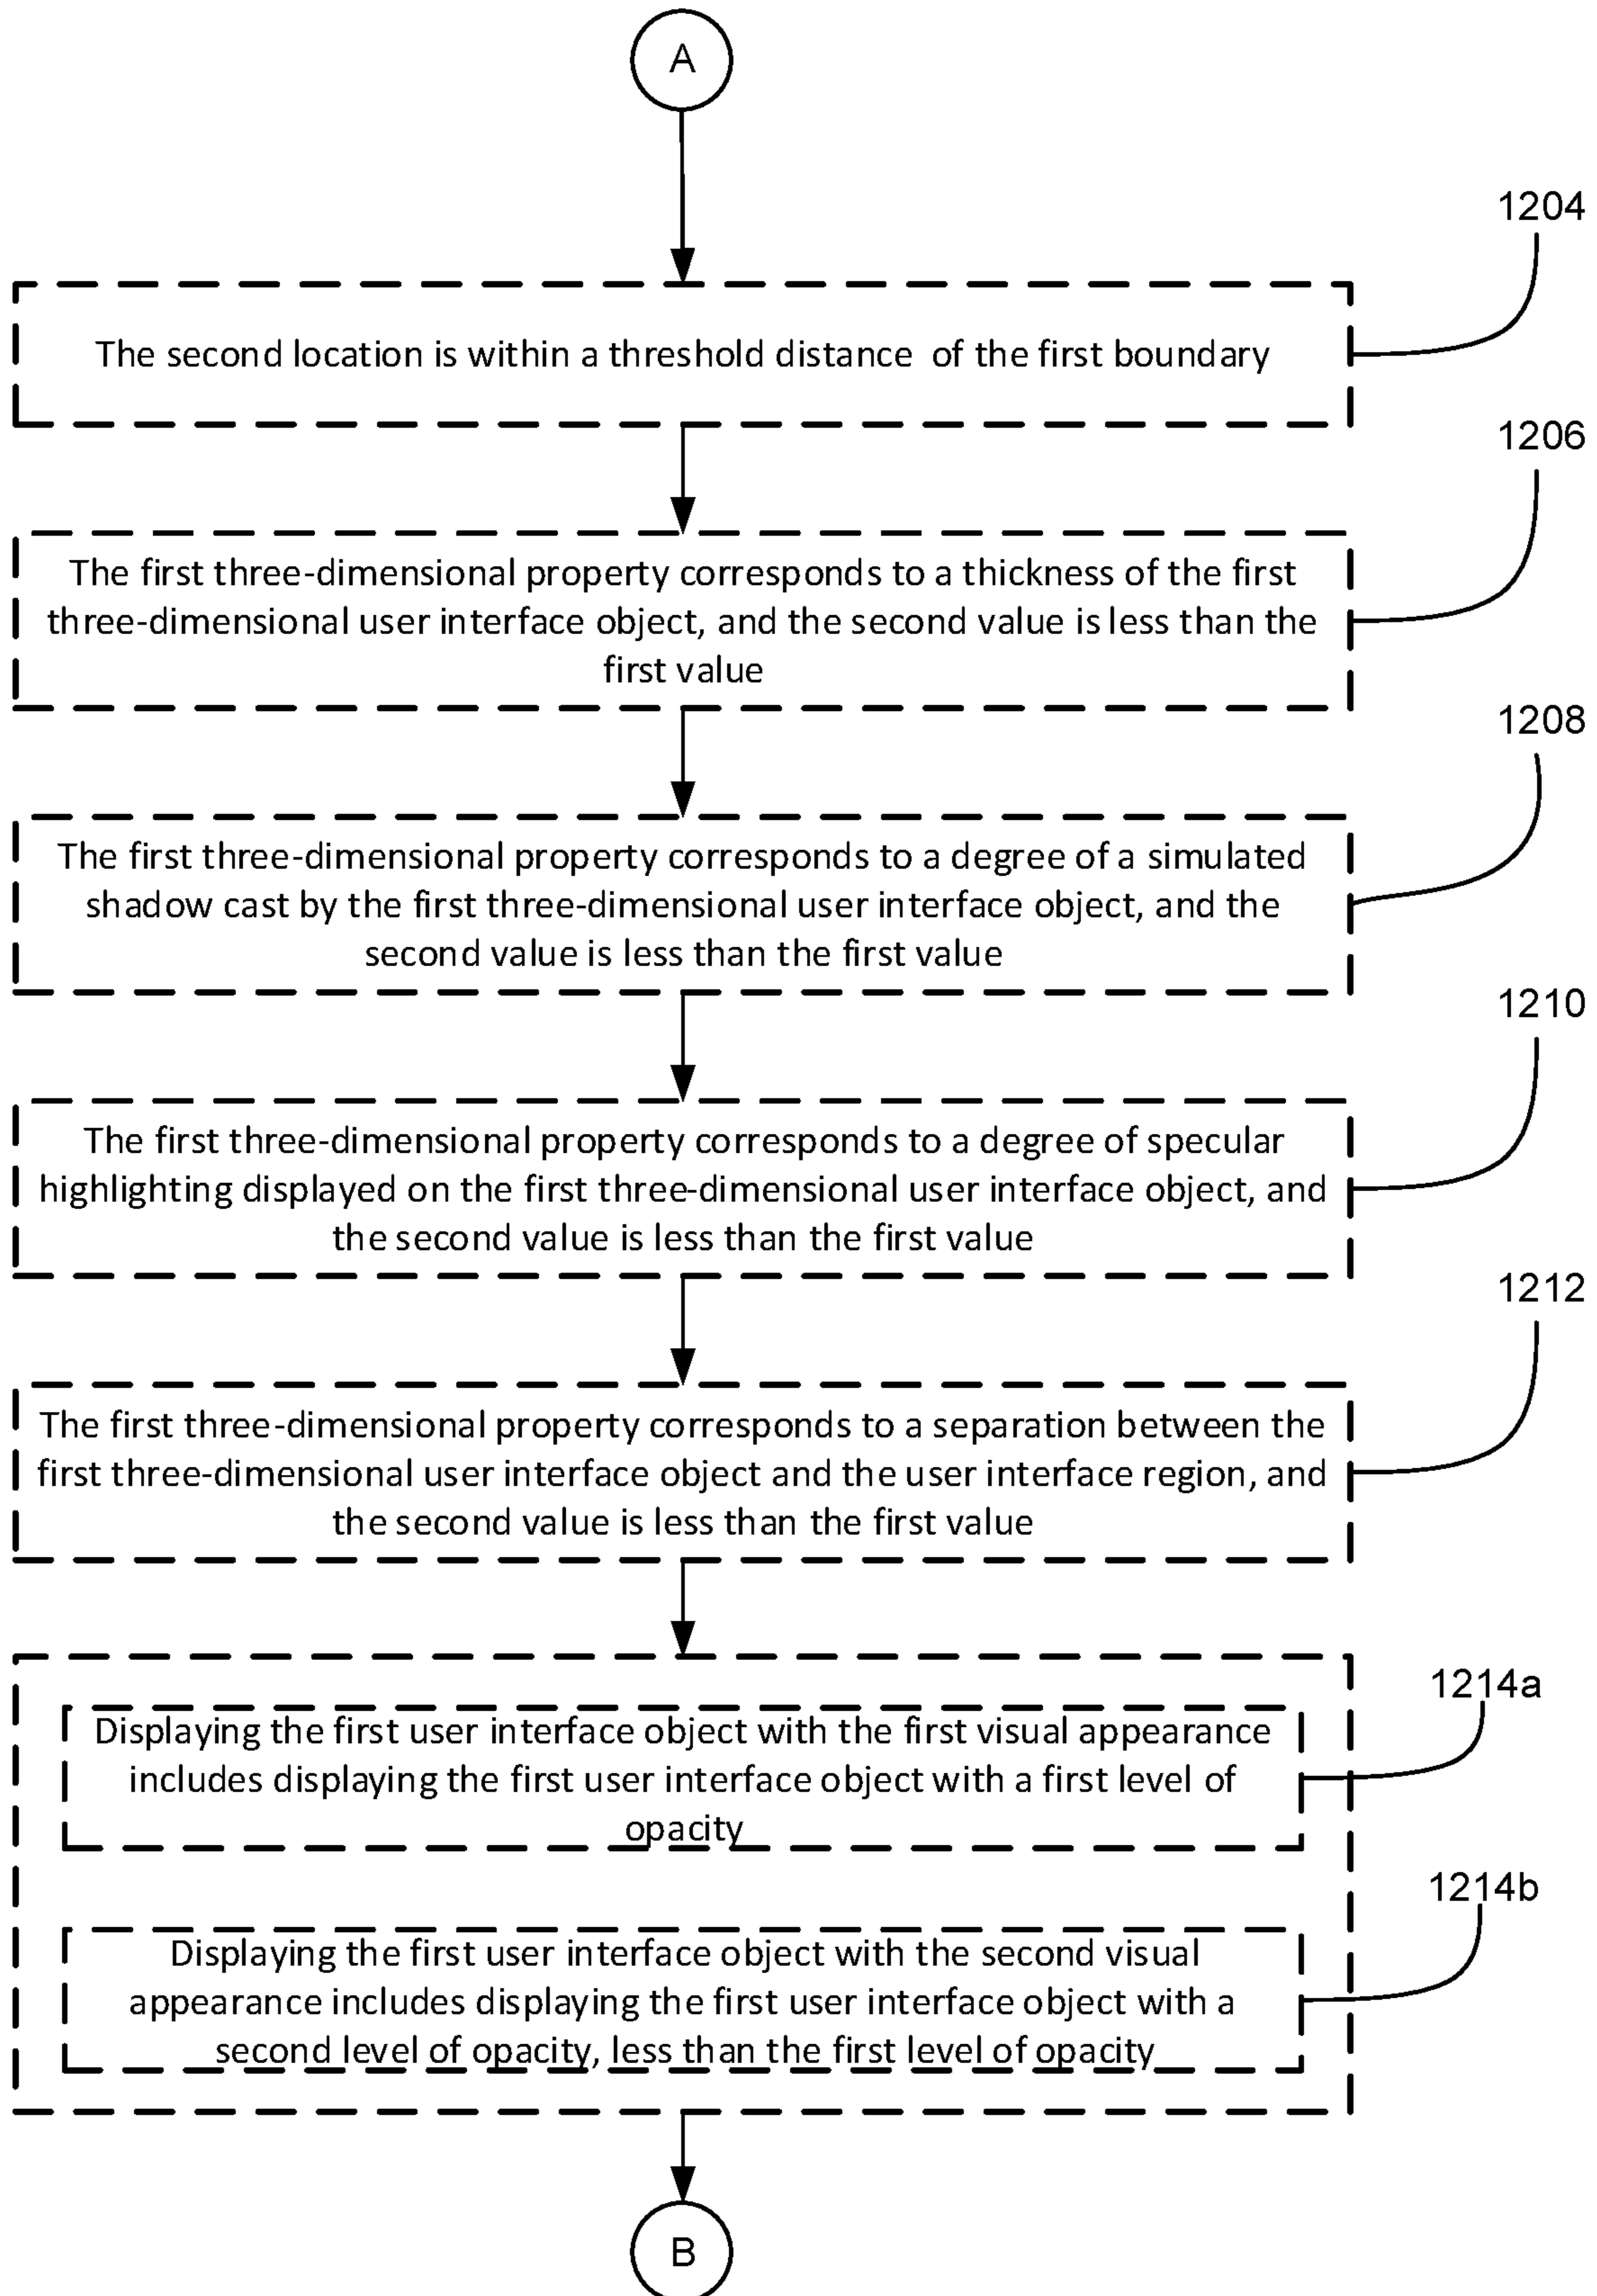 A
1204
The second location is within a threshold distance of the first boundary
1206
The first three-dimensional property corresponds to a thickness of the first
three-dimensional user interface object, and the second value is less than the
first value
1208
The first three-dimensional property corresponds to a degree of a simulated
shadow cast by the first three-dimensional user interface object, and the
second value is less than the first value
1210
The first three-dimensional property corresponds to a degree of specular
highlighting displayed on the first three-dimensional user interface object, and
the second value is less than the first value
1212
The first three-dimensional property corresponds to a separation between the
first three-dimensional user interface object and the user interface region, and
the second value is less than the first value
1214a
Displaying the first user interface object with the first visual appearance
includes displaying the first user interface object with a first level of
opacity
1214b
Displaying the first user interface object with the second visual
appearance includes displaying the first user interface object with a
second level of opacity, less than the first level of opacity
B